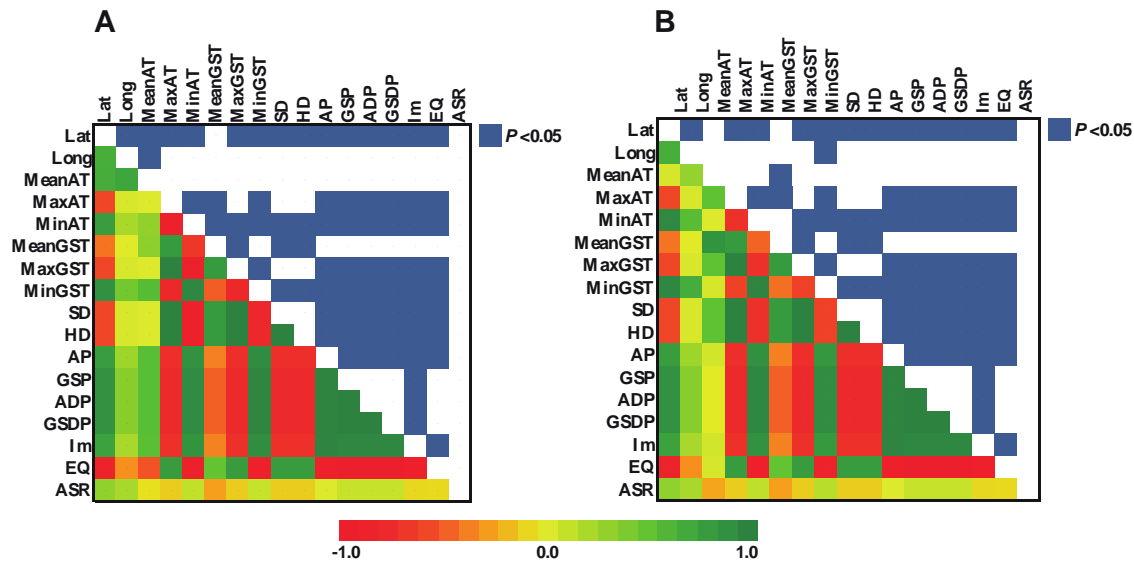 A
B
Lat Long MeanAT MaxAT MinAT MeanGST MaxGST MinGST SD HD AP GSP ADP GSDP Im EQ ASR
Lat Long MeanAT MaxAT MinAT MeanGST MaxGST MinGST SD HD AP GSP ADP GSDP Im EQ ASR
Lat
Long
MeanAT
MaxAT
MinAT
MeanGST
MaxGST
MinGST
SD
HD
AP
GSP
ADP
GSDP
Im
EQ
ASR
P <0.05
Lat
Long
MeanAT
MaxAT
MinAT
MeanGST
MaxGST
MinGST
SD
HD
AP
GSP
ADP
GSDP
Im
EQ
ASR
P <0.05
-1.0 0.0 1.0